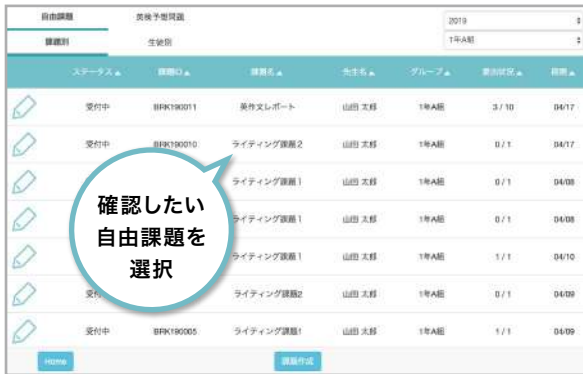 自由課題 英検予想問題 2019
課題別 生徒別 1年A組
ステータス▲ 課題ID▲ 課題名▲ 先生名▲ グループ▲ 提出状況▲ 期限▲
受付中 BRK190011 英作文レポート 山田 太郎 1年A組 3 / 10 04/17
受付中 BRK190010 ライティング課題2 山田 太郎 1年A組 0 / 1 04/17
ライティング課題1 山田 太郎 1年A組 0 / 1 04/08
ライティング課題1 山田 太郎 1年A組 0 / 1 04/08
ライティング課題1 山田 太郎 1年A組 1 / 1 04/10
ライティング課題2 山田 太郎 1年A組 0 / 1 04/09
受付中 BRK190005 ライティング課題1 山田 太郎 1年A組 1 / 1 04/09
確認したい
自由課題を
選択
Home 課題作成